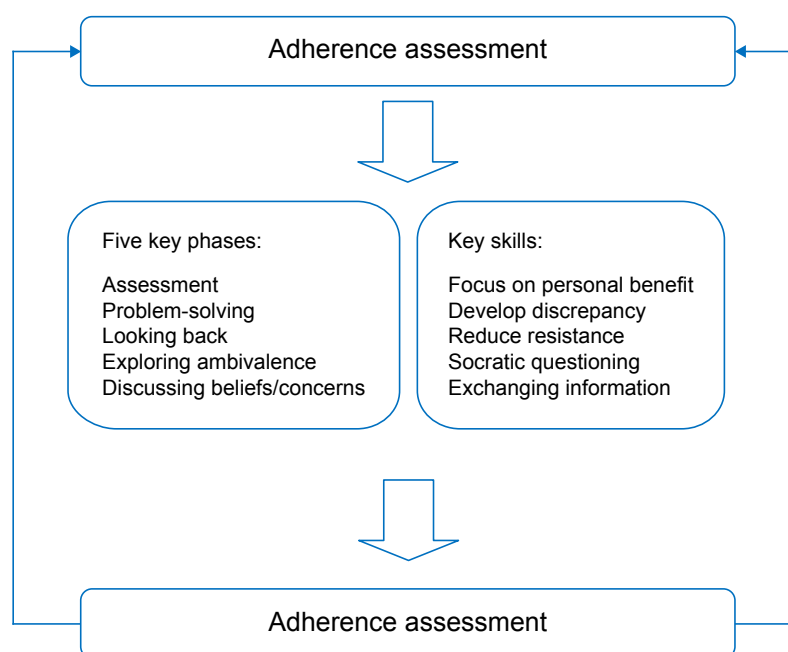 Adherence assessment
Five key phases:
Assessment
Problem-solving
Looking back
Exploring ambivalence
Discussing beliefs/concerns
Key skills:
Focus on personal benefit
Develop discrepancy
Reduce resistance
Socratic questioning
Exchanging information
Adherence assessment